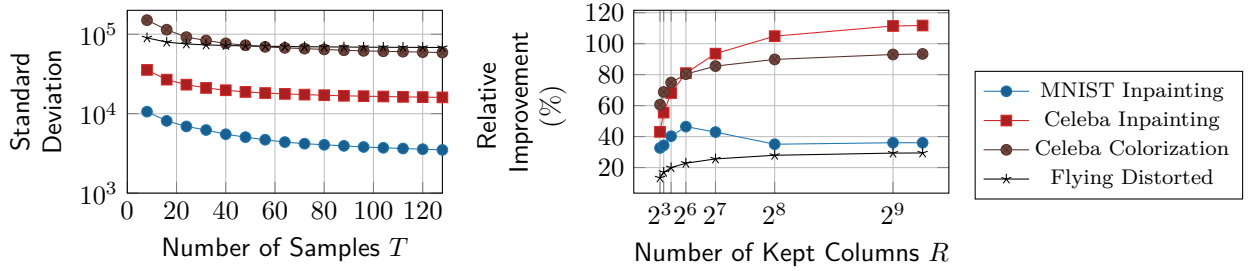 Standard
Deviation
10^5
10^4
10^3
0 20 40 60 80 100 120
Number of Samples T
Relative
Improvement
(%)
120
100
80
60
40
20
2^3 2^6 2^7 2^8 2^9
Number of Kept Columns R
MNIST Inpainting
Celeba Inpainting
Celeba Colorization
Flying Distorted